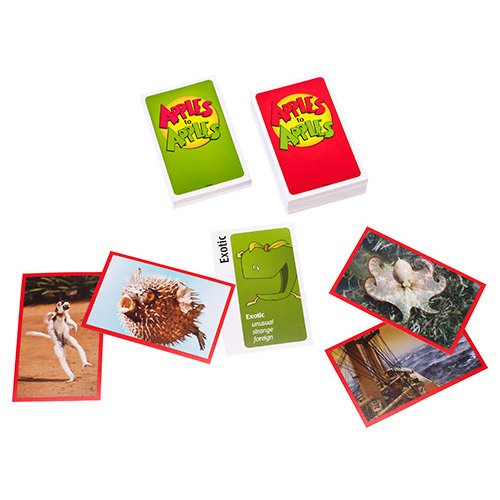 APPLES
to
APPLES
APPLES
to
APPLES
Exotic
Exotic
unusual
strange
foreign